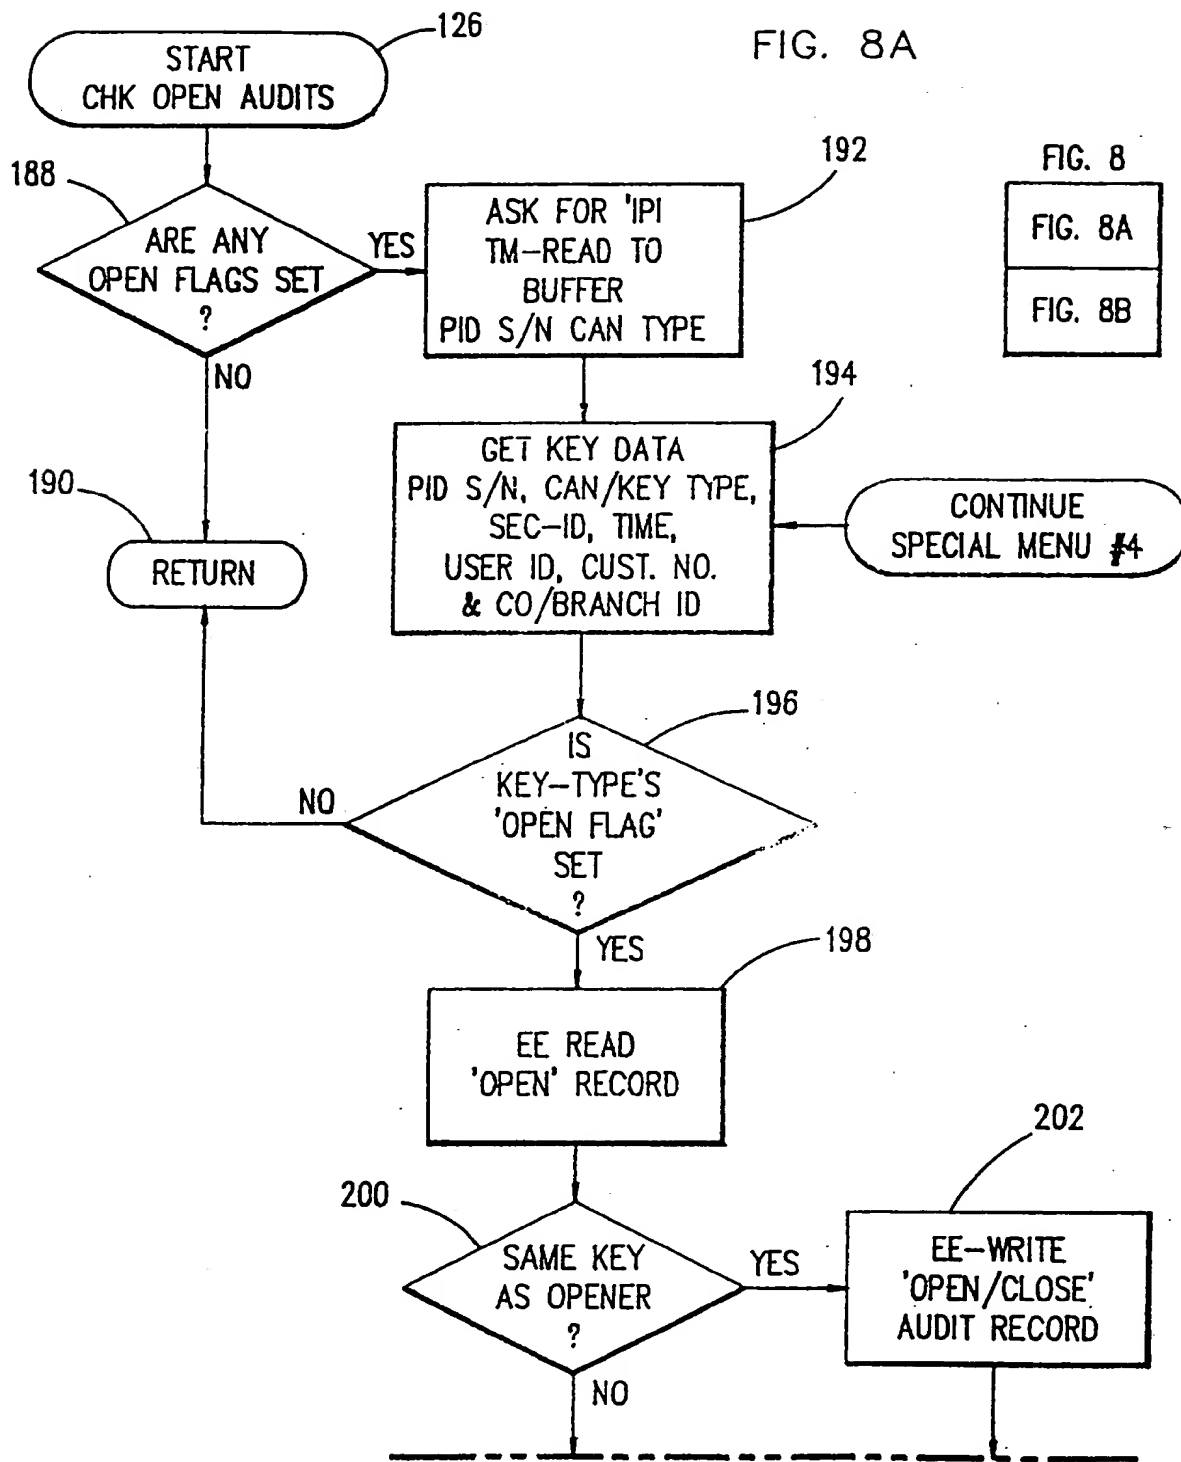 FIG. 8A
126
START
CHK OPEN AUDITS
188
ARE ANY
OPEN FLAGS SET
?
YES
NO
192
ASK FOR 'IPI
TM-READ TO
BUFFER
PID S/N CAN TYPE
FIG. 8
FIG. 8A
FIG. 8B
194
GET KEY DATA
PID S/N, CAN/KEY TYPE,
SEC-ID, TIME,
USER ID, CUST. NO.
& CO/BRANCH ID
CONTINUE
SPECIAL MENU #4
190
RETURN
196
IS
KEY-TYPE'S
'OPEN FLAG'
SET
?
NO
YES
198
EE READ
'OPEN' RECORD
200
SAME KEY
AS OPENER
?
YES
NO
202
EE-WRITE
'OPEN/CLOSE'
AUDIT RECORD